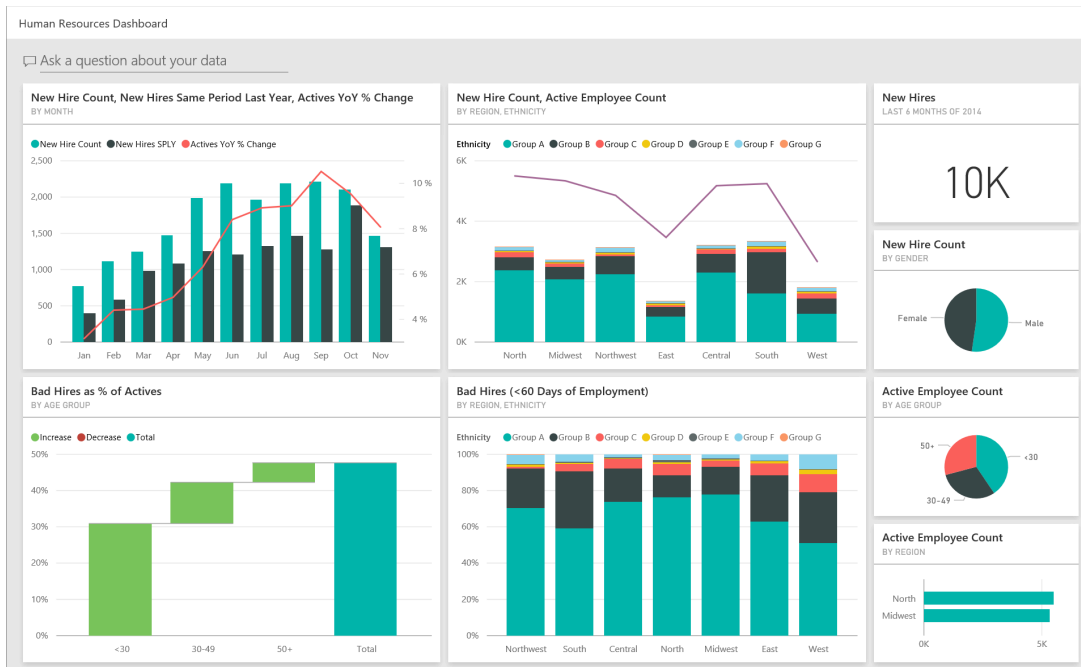 Human Resources Dashboard
Ask a question about your data
New Hire Count, New Hires Same Period Last Year, Actives YoY % Change
BY MONTH
New Hire Count New Hires SPLY Actives YoY % Change
2,500
2,000
1,500
1,000
500
0
10 %
8 %
6 %
4 %
Jan Feb Mar Apr May Jun Jul Aug Sep Oct Nov
New Hire Count, Active Employee Count
BY REGION, ETHNICITY
Ethnicity Group A Group B Group C Group D Group E Group F Group G
6K
4K
2K
0K
North Midwest Northwest East Central South West
New Hires
LAST 6 MONTHS OF 2014
10K
New Hire Count
BY GENDER
Female
Male
Bad Hires as % of Actives
BY AGE GROUP
Increase Decrease Total
50%
40%
30%
20%
10%
0%
<30 30-49 50+ Total
Bad Hires (<60 Days of Employment)
BY REGION, ETHNICITY
Ethnicity Group A Group B Group C Group D Group E Group F Group G
100%
80%
60%
40%
20%
0%
Northwest South Central North Midwest East West
Active Employee Count
BY AGE GROUP
50+
<30
30-49
Active Employee Count
BY REGION
North
Midwest
0K 5K